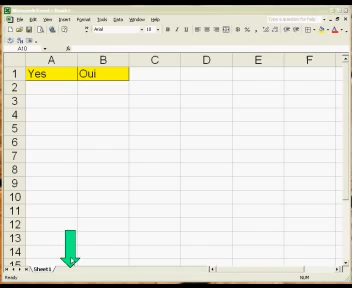 File Edit View Insert Format Tools Data Window Help
Arial
10
B I U
A10
A B C D E F
1 Yes Oui
2
3
4
5
6
7
8
9
10
11
12
13
14
15
Sheet1
Ready NUM